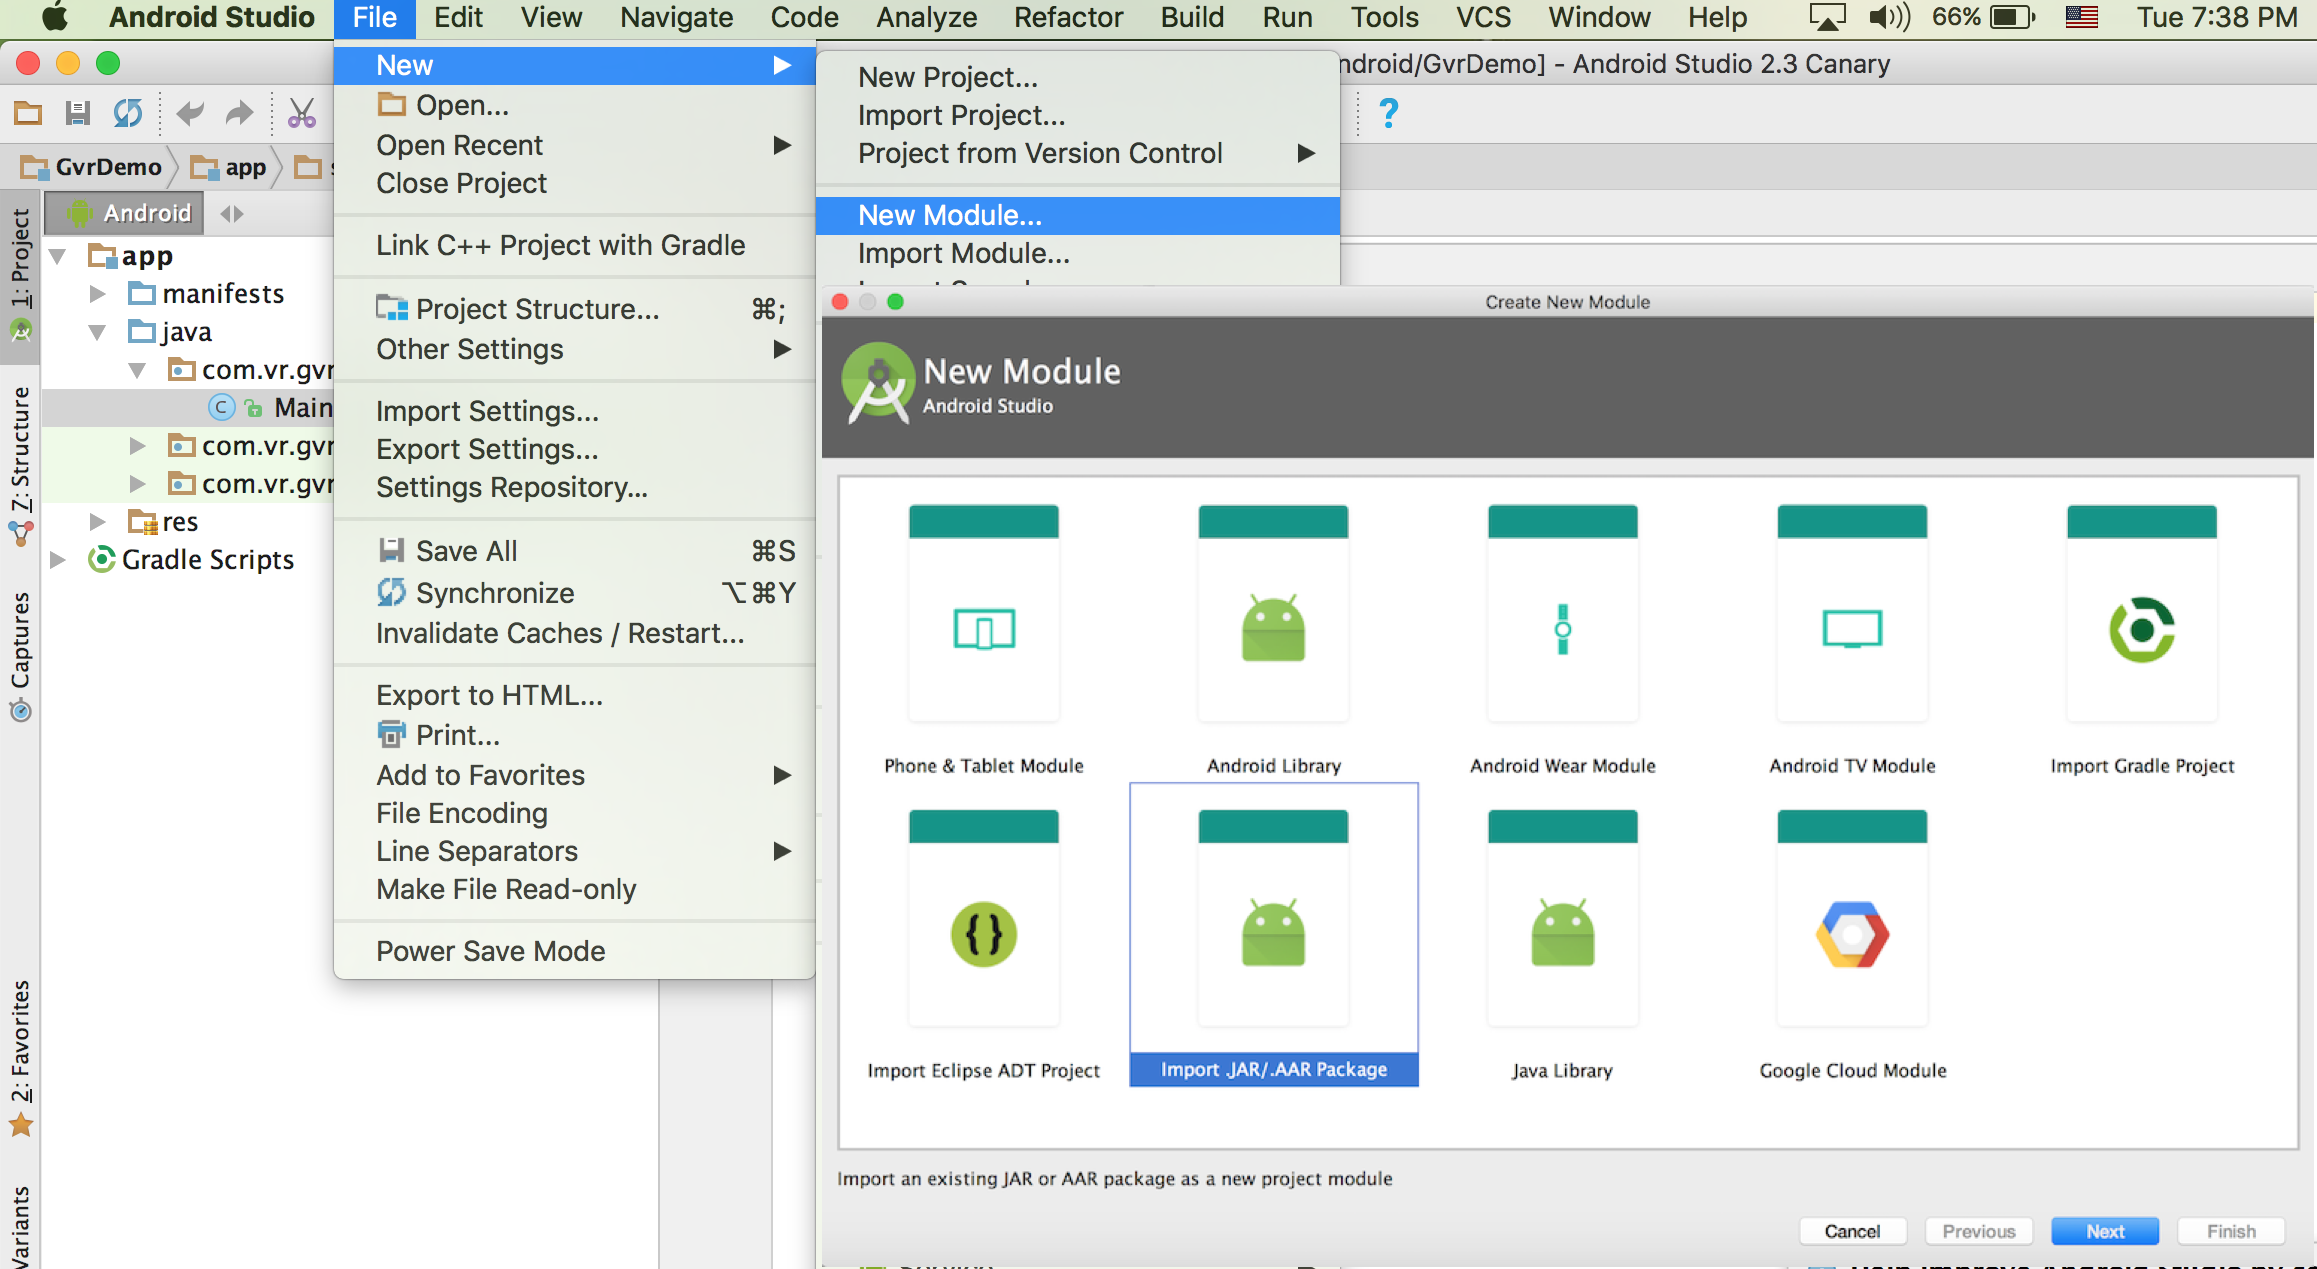 Android Studio File Edit View Navigate Code Analyze Refactor Build Run Tools VCS Window Help 66% Tue 7:38 PM
ndroid/GvrDemo] - Android Studio 2.3 Canary
?
GvrDemo app
Android
1: Project
7: Structure
Captures
2: Favorites
Variants
app
manifests
java
com.vr.gvr
Main
com.vr.gvr
com.vr.gvr
res
Gradle Scripts
New
Open...
Open Recent
Close Project
Link C++ Project with Gradle
Project Structure... ⌘;
Other Settings
Import Settings...
Export Settings...
Settings Repository...
Save All ⌘S
Synchronize ⌥⌘Y
Invalidate Caches / Restart...
Export to HTML...
Print...
Add to Favorites
File Encoding
Line Separators
Make File Read-only
Power Save Mode
New Project...
Import Project...
Project from Version Control
New Module...
Import Module...
Create New Module
New Module
Android Studio
Phone & Tablet Module
Android Library
Android Wear Module
Android TV Module
Import Gradle Project
Import Eclipse ADT Project
Import .JAR/.AAR Package
Java Library
Google Cloud Module
Import an existing JAR or AAR package as a new project module
Cancel Previous Next Finish